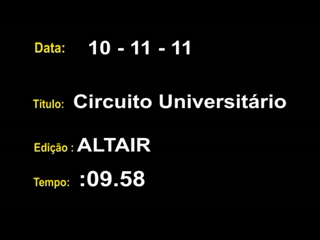 Data: 10 - 11 - 11
Título: Circuito Universitário
Edição : ALTAIR
Tempo: :09.58